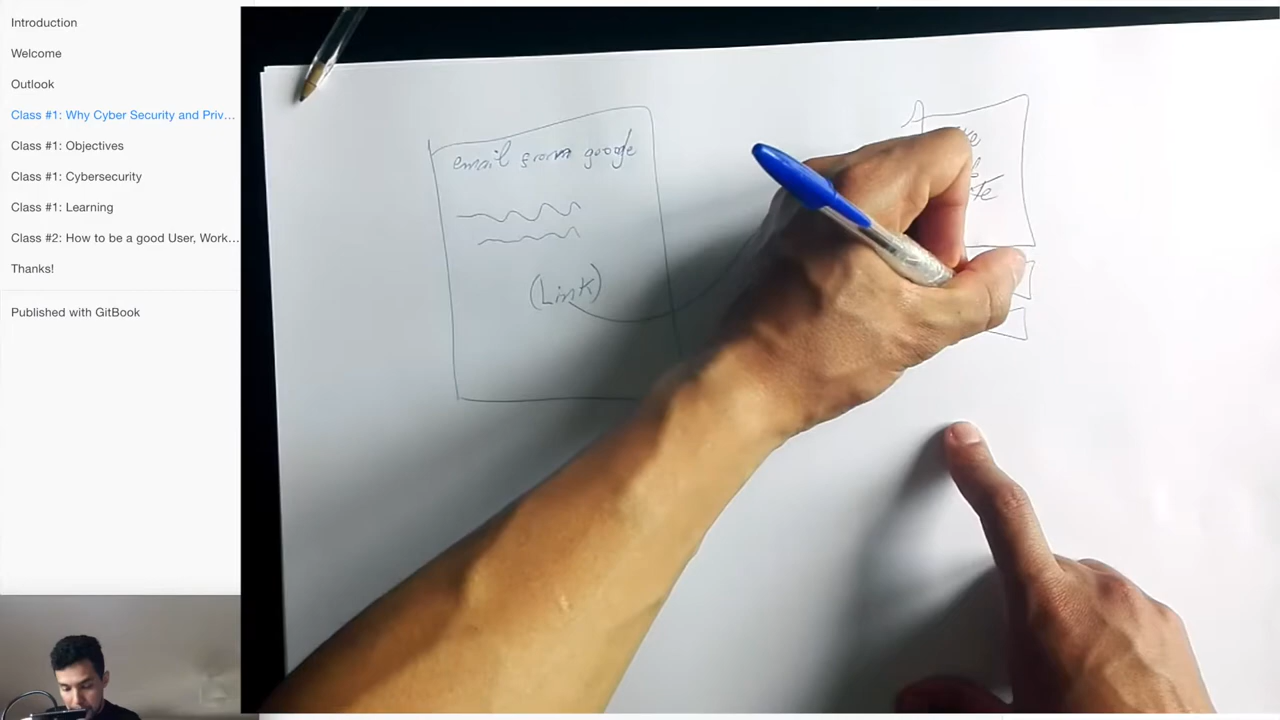 Introduction
Welcome
Outlook
Class #1: Why Cyber Security and Priv…
Class #1: Objectives
Class #1: Cybersecurity
Class #1: Learning
Class #2: How to be a good User, Work…
Thanks!
Published with GitBook
email from google
(Link)